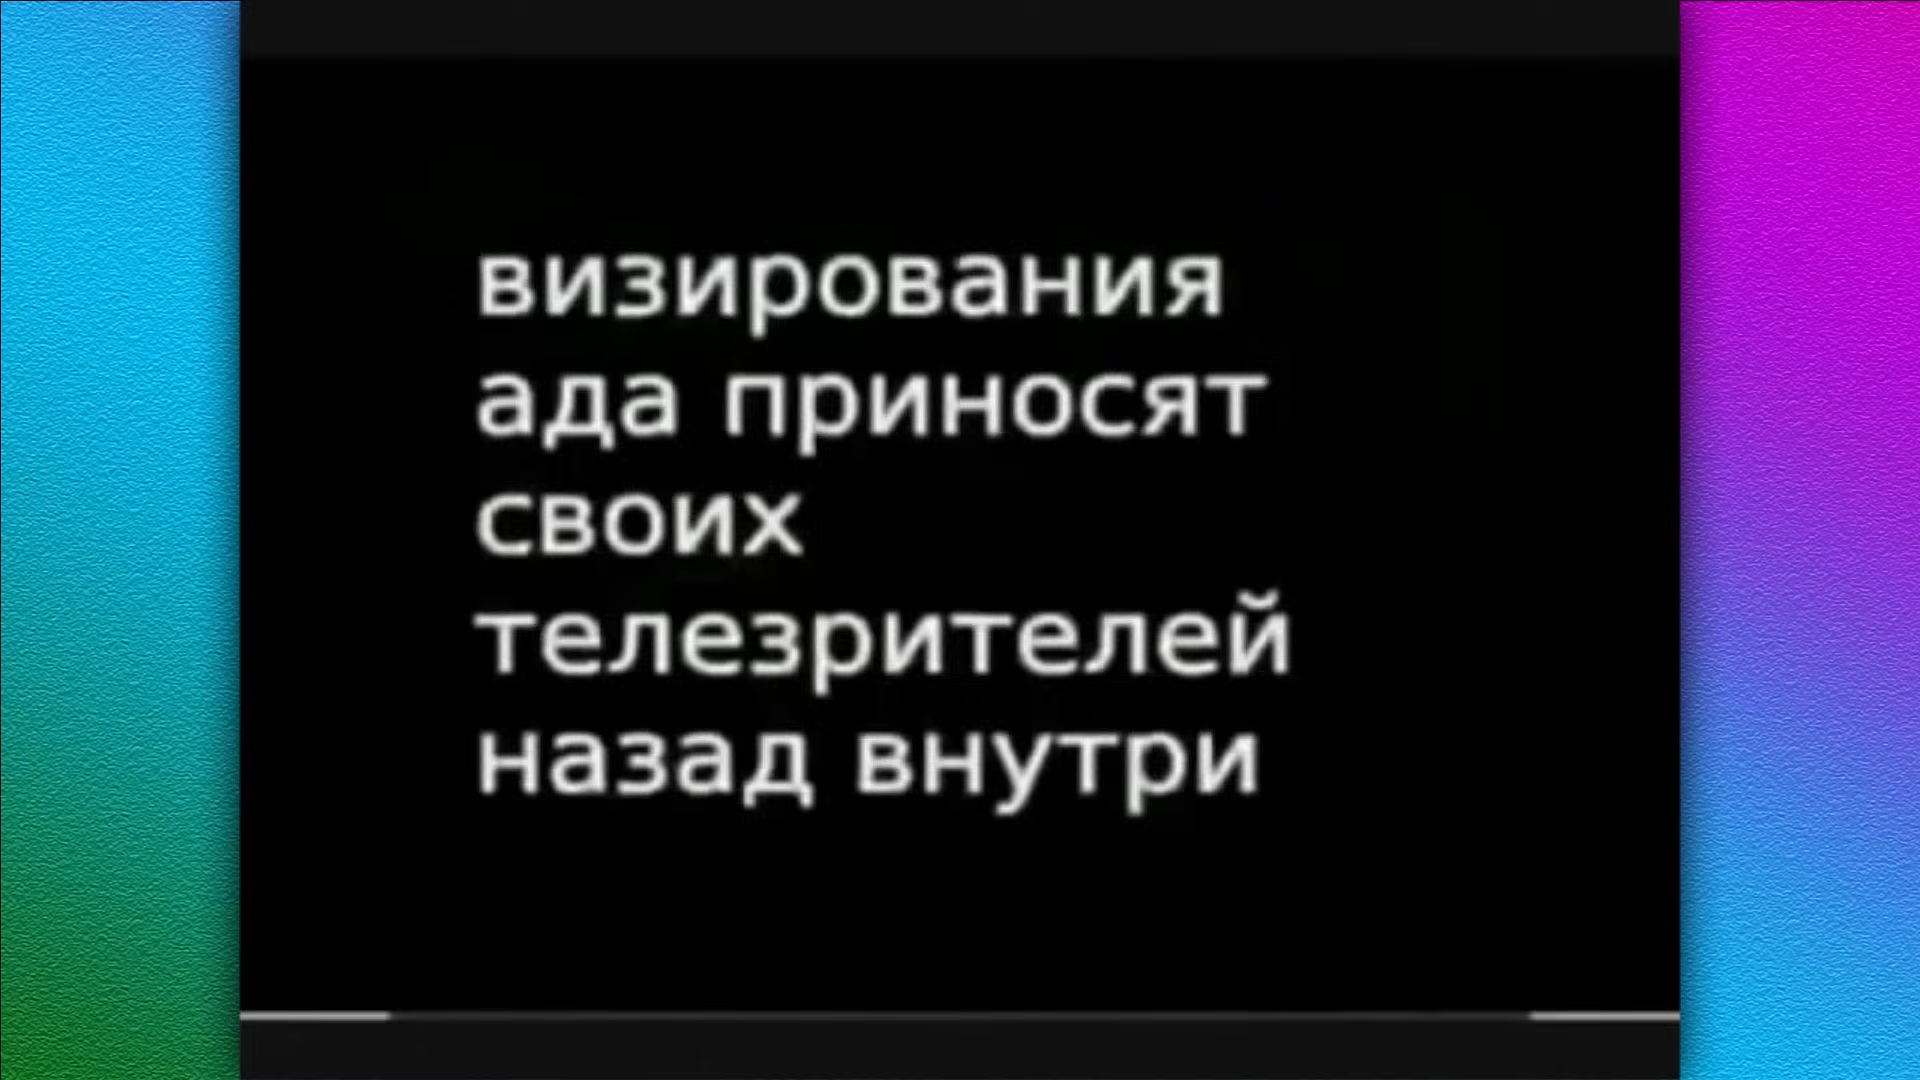 визирования
ада приносят
своих
телезрителей
назад внутри